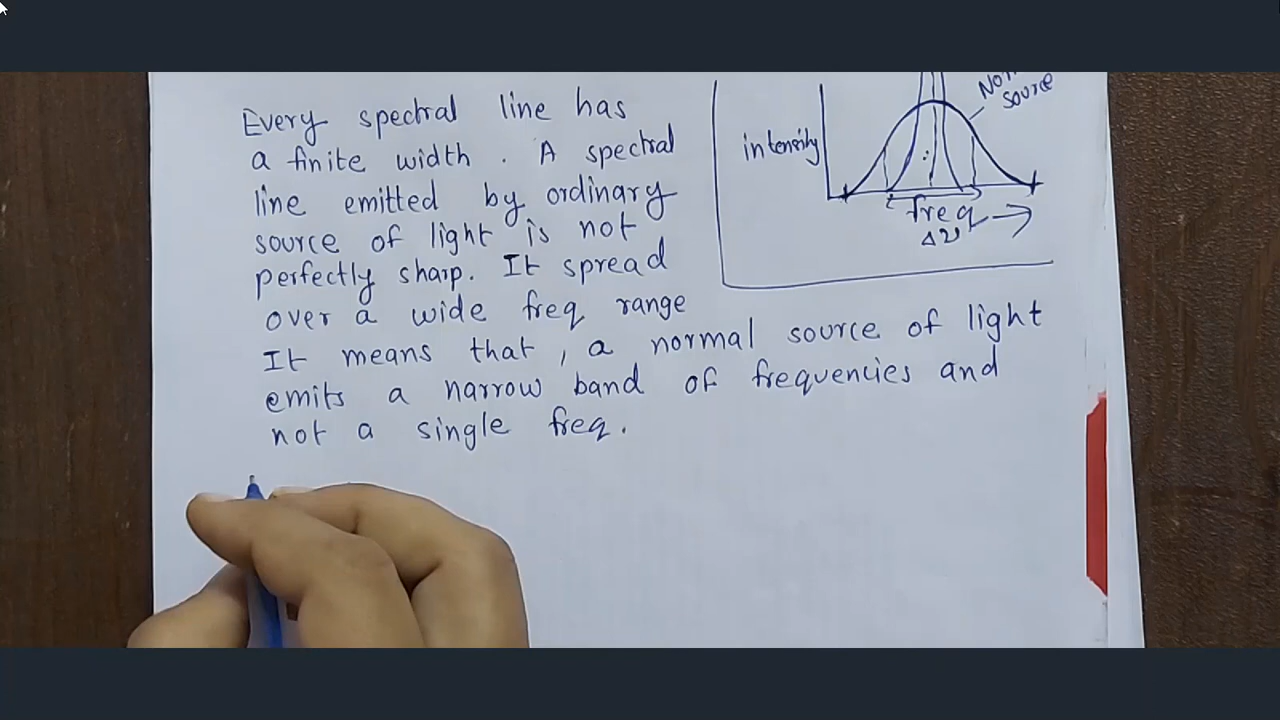 Every spectral line has
a finite width . A spectral
line emitted by ordinary
source of light is not
perfectly sharp. It spread
over a wide freq range
It means that , a normal source of light
emits a narrow band of frequencies and
not a single freq.
source
intensity
freq →
Δν